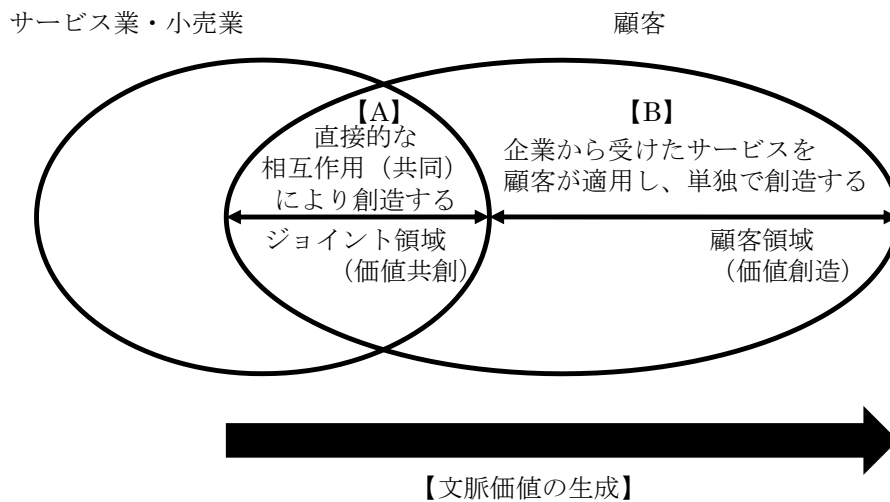 サービス業・小売業
顧客
【A】
直接的な
相互作用（共同）
により創造する
ジョイント領域
（価値共創）
【B】
企業から受けたサービスを
顧客が適用し、単独で創造する
顧客領域
（価値創造）
【文脈価値の生成】